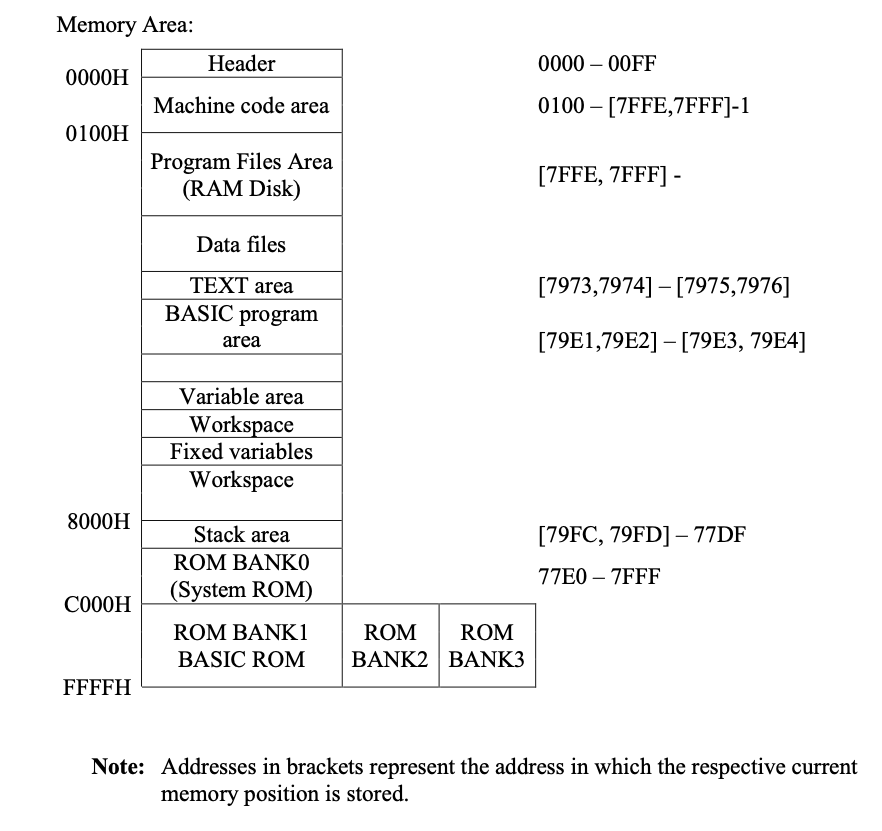 Memory Area:
Header 0000 – 00FF
0000H
Machine code area 0100 – [7FFE,7FFF]-1
0100H
Program Files Area
(RAM Disk) [7FFE, 7FFF] -
Data files
TEXT area [7973,7974] – [7975,7976]
BASIC program
area [79E1,79E2] – [79E3, 79E4]
Variable area
Workspace
Fixed variables
Workspace
8000H
Stack area [79FC, 79FD] – 77DF
ROM BANK0
(System ROM) 77E0 – 7FFF
C000H
ROM BANK1 ROM ROM
BASIC ROM BANK2 BANK3
FFFFH
Note: Addresses in brackets represent the address in which the respective current
memory position is stored.